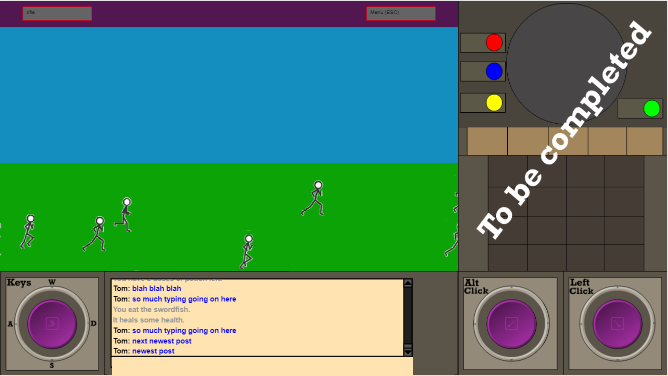 Menu (ESC)
To be completed
Keys
W
A
D
S
Tom: blah blah blah
Tom: so much typing going on here
You eat the swordfish.
It heals some health.
Tom: so much typing going on here
Tom: next newest post
Tom: newest post
Alt
Click
Left
Click